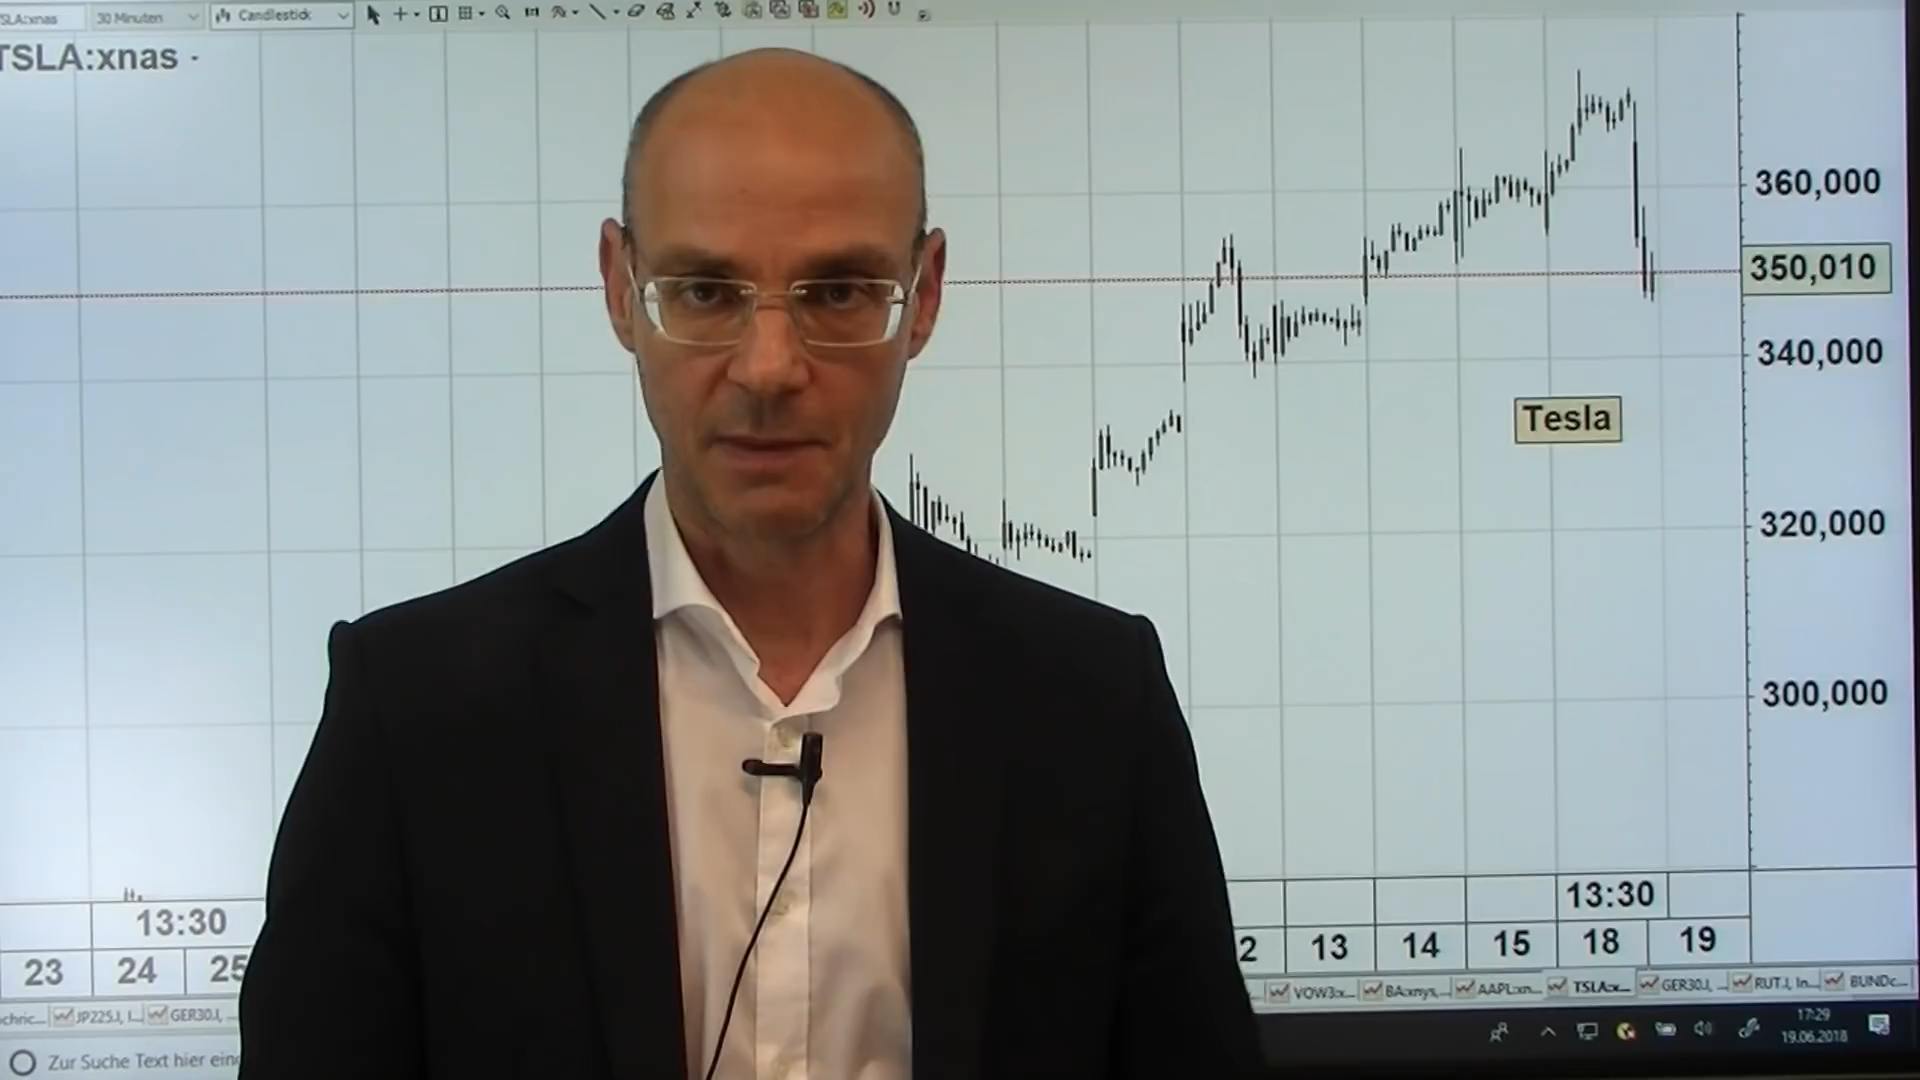 30 Minuten
Candlestick
TSLA:xnas
360,000
350,010
340,000
Tesla
320,000
300,000
13:30
13:30
23 24 25
2 13 14 15 18 19
VOW3:x... BA:xnys,... AAPL:xn... TSLA:x... GER30.I, ... RUT.I, In... BUNDc...
JP225.I, I... GER30.I, ...
17:29
19.06.2018
Zur Suche Text hier eing